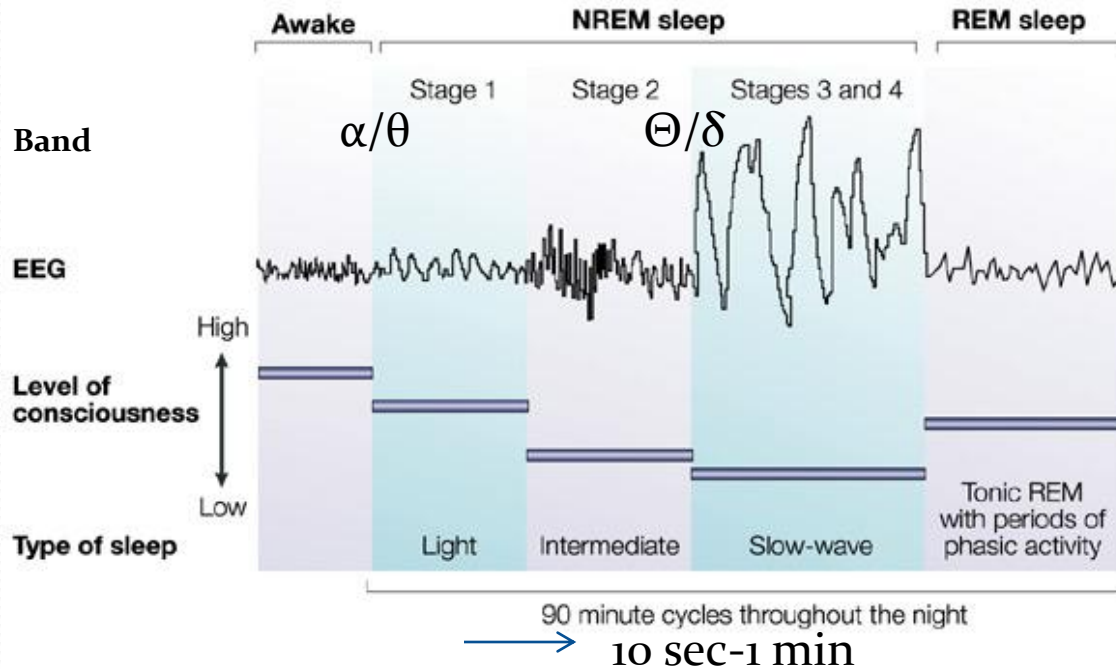 Awake NREM sleep REM sleep
Stage 1 Stage 2 Stages 3 and 4
Band α/θ Θ/δ
EEG
High
Level of
consciousness
Low
Type of sleep Light Intermediate Slow-wave
Tonic REM
with periods of
phasic activity
90 minute cycles throughout the night
10 sec-1 min